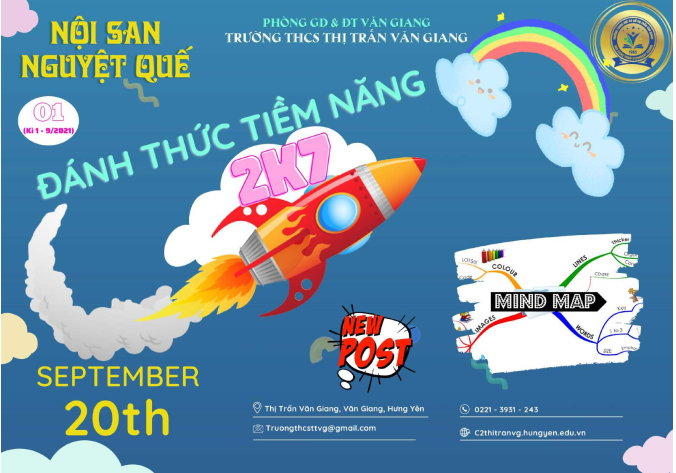 NỘI SAN
NGUYỆT QUẾ
PHÒNG GD & ĐT VĂN GIANG
TRƯỜNG THCS THỊ TRẤN VĂN GIANG
01
(Kì 1 - 9/2021)
ĐÁNH THỨC TIỀM NĂNG
2K7
COLOUR
LINES
Thicker
MIND MAP
IMAGES
WORDS
SIZE
NEW
POST
SEPTEMBER
20th
Thị Trấn Văn Giang, Văn Giang, Hưng Yên
Truongthcsttvg@gmail.com
0221 - 3931 - 243
C2thitranvg.hungyen.edu.vn